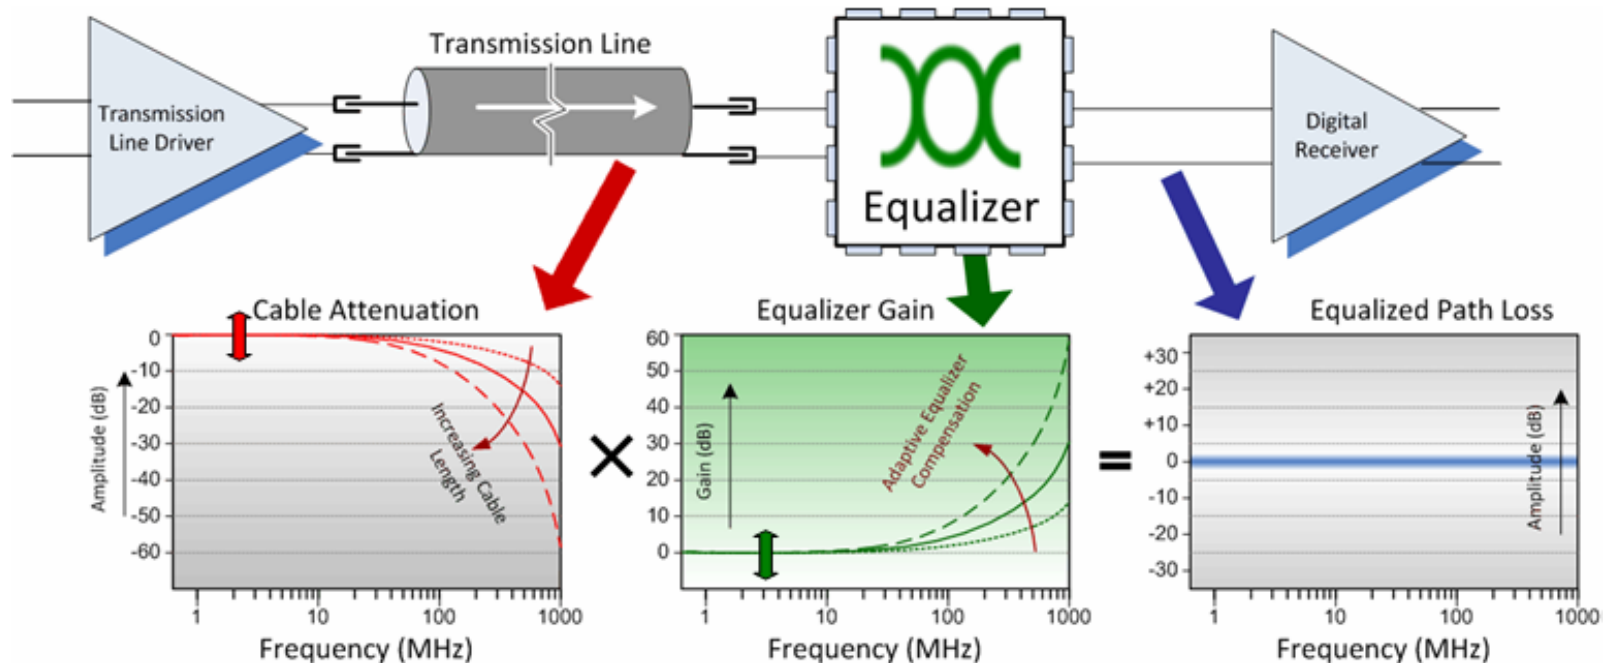 Transmission Line
Transmission
Line Driver
Equalizer
Digital
Receiver
Cable Attenuation
0
-10
-20
-30
-40
-50
-60
Amplitude (dB)
Increasing Cable
Length
1
10
100
1000
Frequency (MHz)
×
Equalizer Gain
60
50
40
30
20
10
0
Gain (dB)
Adaptive Equalizer
Compensation
1
10
100
1000
Frequency (MHz)
=
Equalized Path Loss
+30
+20
+10
0
-10
-20
-30
Amplitude (dB)
1
10
100
1000
Frequency (MHz)